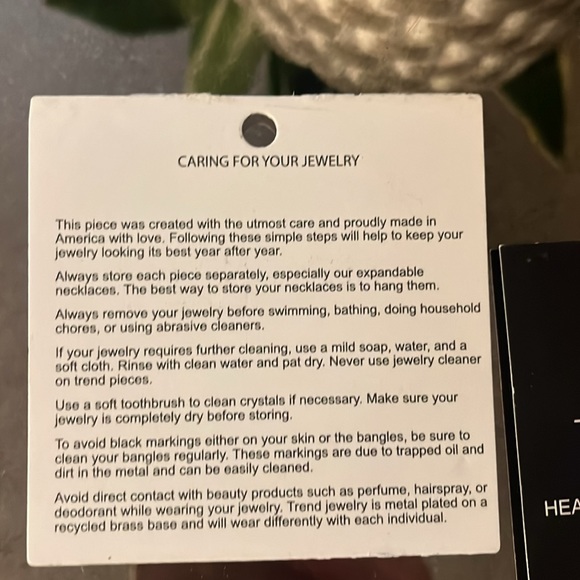 CARING FOR YOUR JEWELRY
This piece was created with the utmost care and proudly made in
America with love. Following these simple steps will help to keep your
jewelry looking its best year after year.
Always store each piece separately, especially our expandable
necklaces. The best way to store your necklaces is to hang them.
Always remove your jewelry before swimming, bathing, doing household
chores, or using abrasive cleaners.
If your jewelry requires further cleaning, use a mild soap, water, and a
soft cloth. Rinse with clean water and pat dry. Never use jewelry cleaner
on trend pieces.
Use a soft toothbrush to clean crystals if necessary. Make sure your
jewelry is completely dry before storing.
To avoid black markings either on your skin or the bangles, be sure to
clean your bangles regularly. These markings are due to trapped oil and
dirt in the metal and can be easily cleaned.
Avoid direct contact with beauty products such as perfume, hairspray, or
deodorant while wearing your jewelry. Trend jewelry is metal plated on a
recycled brass base and will wear differently with each individual.
HEA